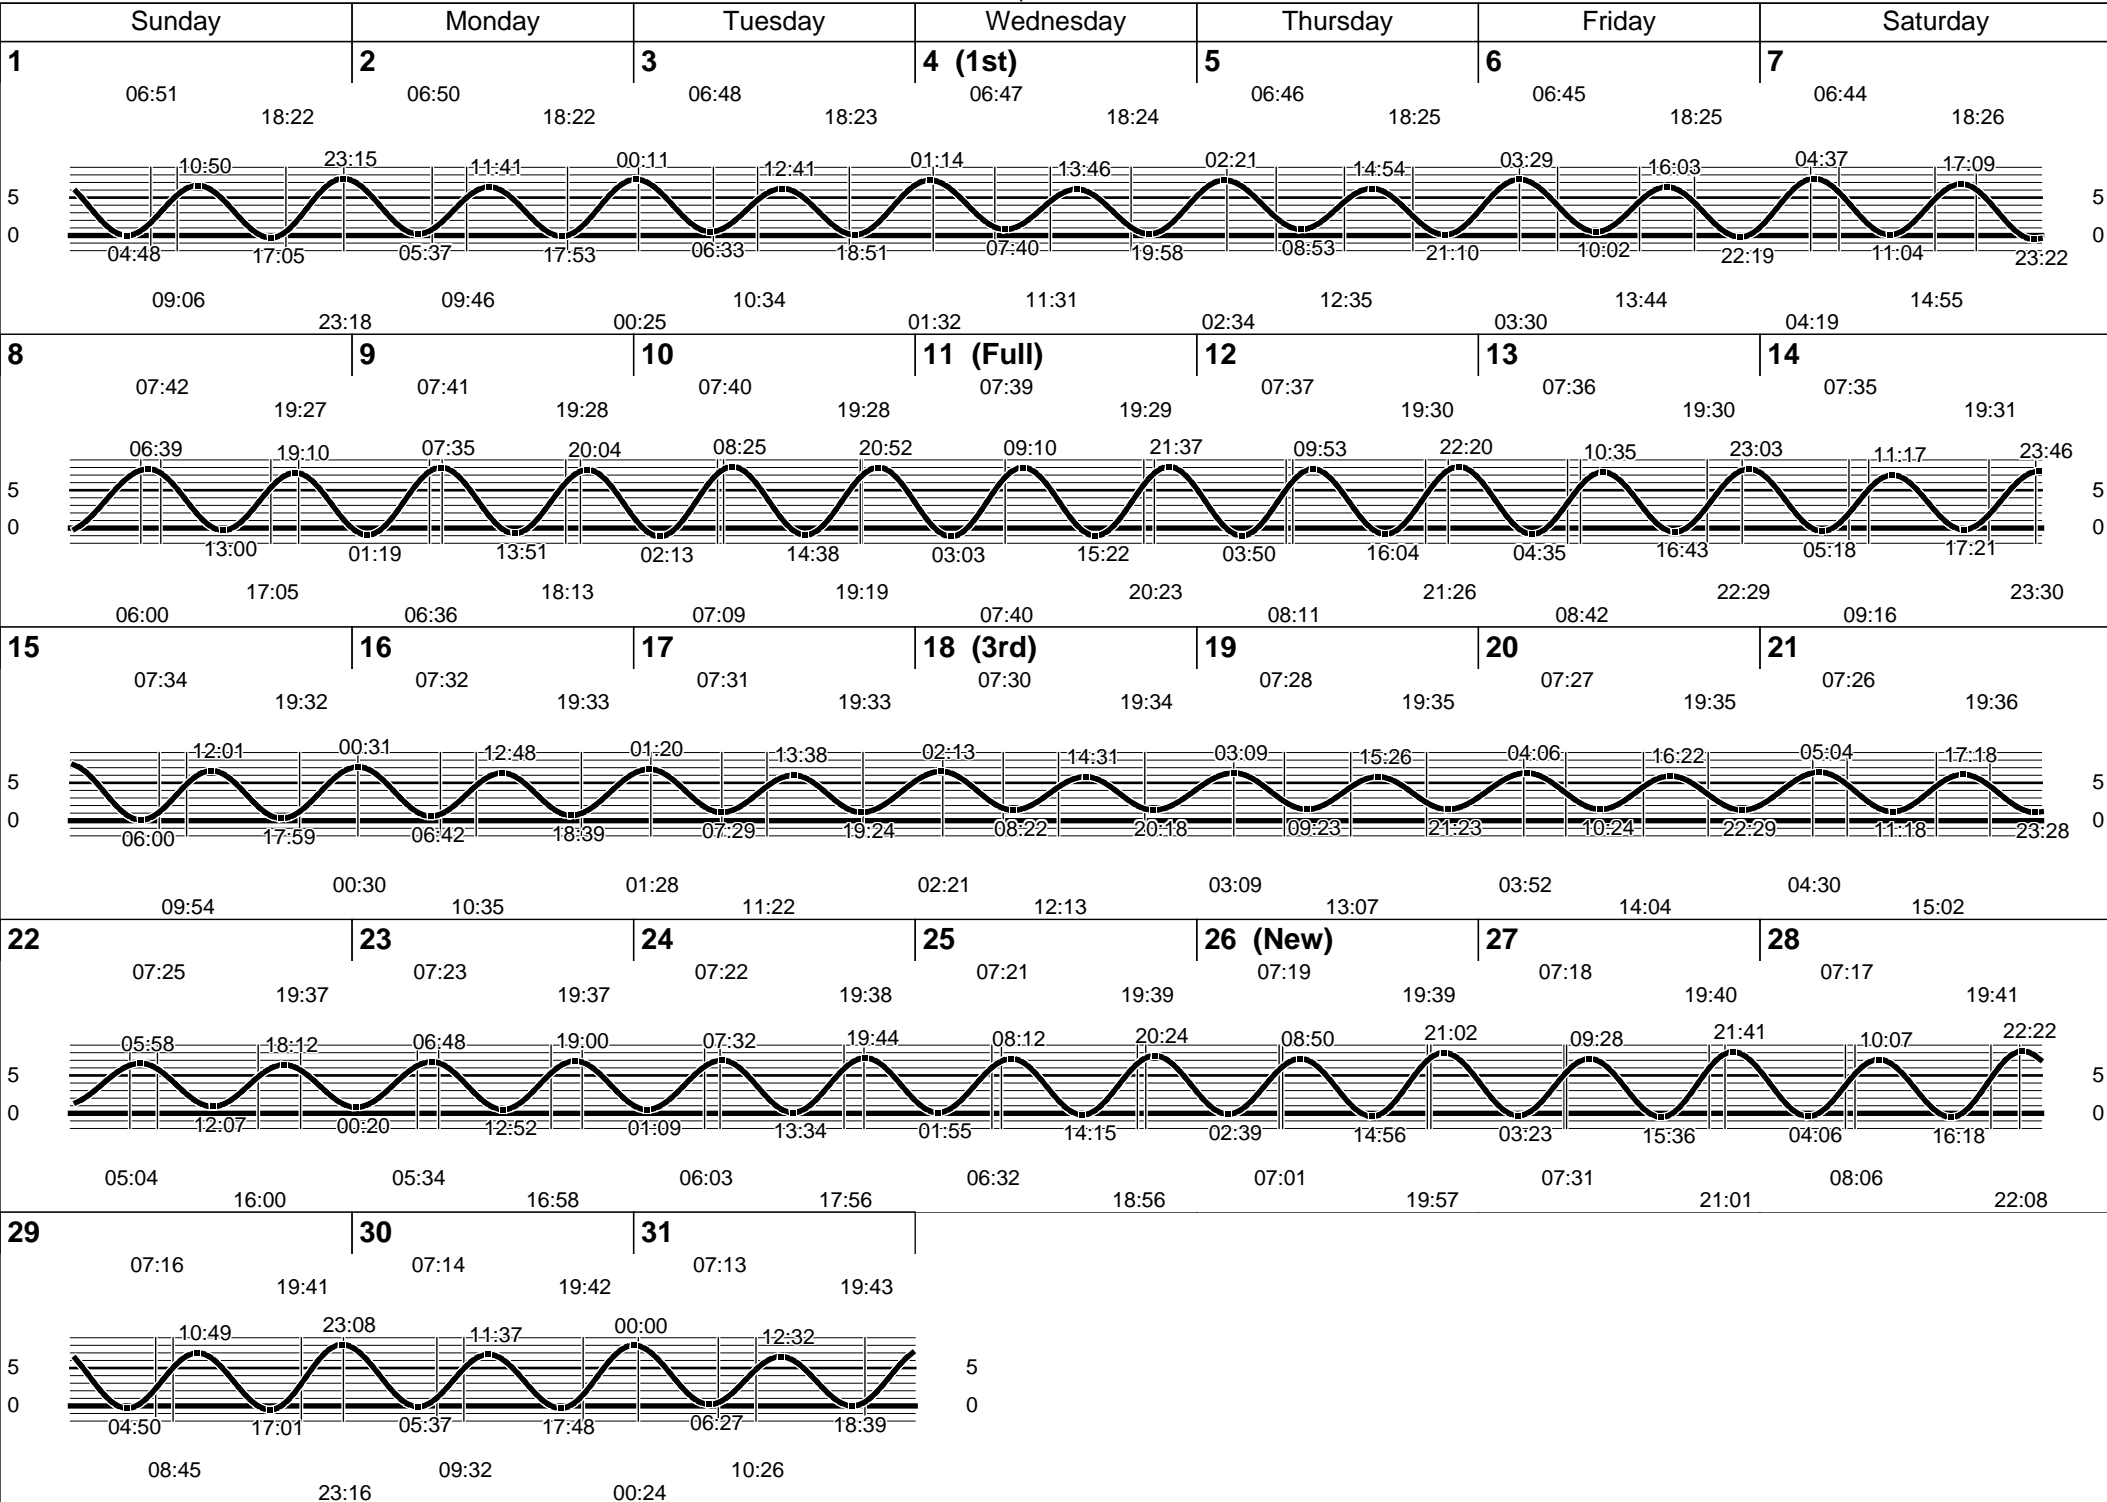 Sunday Monday Tuesday Wednesday Thursday Friday Saturday
1 2 3 4 (1st) 5 6 7
06:51 06:50 06:48 06:47 06:46 06:45 06:44
18:22 18:22 18:23 18:24 18:25 18:25 18:26
10:50 23:15 11:41 00:11 12:41 01:14 13:46 02:21 14:54 03:29 16:03 04:37 17:09
5 5
0 0
04:48 17:05 05:37 17:53 06:33 18:51 07:40 19:58 08:53 21:10 10:02 22:19 11:04 23:22
09:06 09:46 10:34 11:31 12:35 13:44 14:55
23:18 00:25 01:32 02:34 03:30 04:19
8 9 10 11 (Full) 12 13 14
07:42 07:41 07:40 07:39 07:37 07:36 07:35
19:27 19:28 19:28 19:29 19:30 19:30 19:31
06:39 19:10 07:35 20:04 08:25 20:52 09:10 21:37 09:53 22:20 10:35 23:03 11:17 23:46
5 5
0 0
13:00 01:19 13:51 02:13 14:38 03:03 15:22 03:50 16:04 04:35 16:43 05:18 17:21
17:05 18:13 19:19 20:23 21:26 22:29 23:30
06:00 06:36 07:09 07:40 08:11 08:42 09:16
15 16 17 18 (3rd) 19 20 21
07:34 07:32 07:31 07:30 07:28 07:27 07:26
19:32 19:33 19:33 19:34 19:35 19:35 19:36
12:01 00:31 12:48 01:20 13:38 02:13 14:31 03:09 15:26 04:06 16:22 05:04 17:18
5 5
0 0
06:00 17:59 06:42 18:39 07:29 19:24 08:22 20:18 09:23 21:23 10:24 22:29 11:18 23:28
00:30 01:28 02:21 03:09 03:52 04:30
09:54 10:35 11:22 12:13 13:07 14:04 15:02
22 23 24 25 26 (New) 27 28
07:25 07:23 07:22 07:21 07:19 07:18 07:17
19:37 19:37 19:38 19:39 19:39 19:40 19:41
05:58 18:12 06:48 19:00 07:32 19:44 08:12 20:24 08:50 21:02 09:28 21:41 10:07 22:22
5 5
0 0
12:07 00:20 12:52 01:09 13:34 01:55 14:15 02:39 14:56 03:23 15:36 04:06 16:18
05:04 05:34 06:03 06:32 07:01 07:31 08:06
16:00 16:58 17:56 18:56 19:57 21:01 22:08
29 30 31
07:16 07:14 07:13
19:41 19:42 19:43
10:49 23:08 11:37 00:00 12:32
5 5
0 0
04:50 17:01 05:37 17:48 06:27 18:39
08:45 09:32 10:26
23:16 00:24